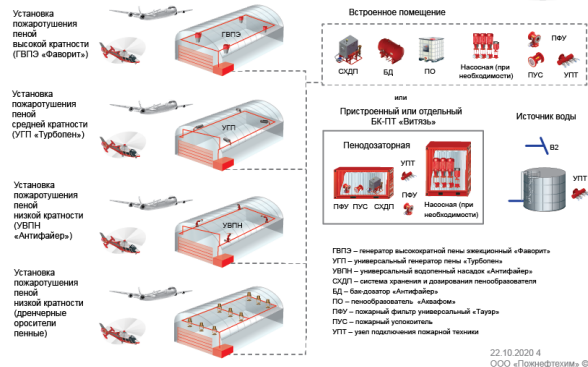 Установка
пожаротушения
пеной
высокой кратности
(ГВПЭ «Фаворит»)
ГВПЭ
Установка
пожаротушения
пеной
средней кратности
(УГП «Турбопен»)
УГП
Установка
пожаротушения
пеной
низкой кратности
(УВПН
«Антифайер»)
УВПН
Установка
пожаротушения
пеной
низкой кратности
(дренчерные
оросители
пенные)
Встроенное помещение
СХДП
БД
ПО
Насосная (при
необходимости)
ПФУ
ПУС
УПТ
или
Пристроенный или отдельный
БК-ПТ «Витязь»
Пенодозаторная
УПТ
ПФУ
ПФУ ПУС СХДП
Насосная (при
необходимости)
Источник воды
В2
УПТ
ГВПЭ – генератор высокократной пены эжекционный «Фаворит»
УГП – универсальный генератор пены «Турбопен»
УВПН – универсальный водопенный насадок «Антифайер»
СХДП – система хранения и дозирования пенообразователя
БД – бак-дозатор «Антифайер»
ПО – пенообразователь «Аквафом»
ПФУ – пожарный фильтр универсальный «Тауэр»
ПУС – пожарный успокоитель
УПТ – узел подключения пожарной техники
22.10.2020 4
ООО «Пожнефтехим» ©